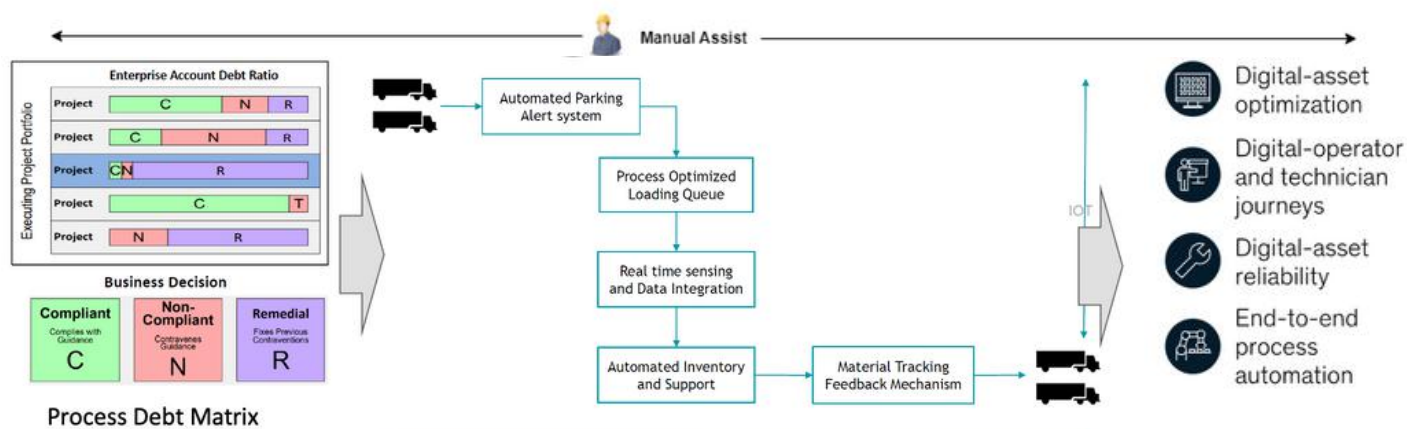 Manual Assist
Enterprise Account Debt Ratio
Executing Project Portfolio
Project C N R
Project C N R
Project C N R
Project C T
Project N R
Business Decision
Compliant
Complies with
Guidance
C
Non-
Compliant
Contravenes
Guidance
N
Remedial
Fixes Previous
Contraventions
R
Process Debt Matrix
Automated Parking
Alert system
Process Optimized
Loading Queue
Real time sensing
and Data Integration
Automated Inventory
and Support
Material Tracking
Feedback Mechanism
IOT
Digital-asset
optimization
Digital-operator
and technician
journeys
Digital-asset
reliability
End-to-end
process
automation